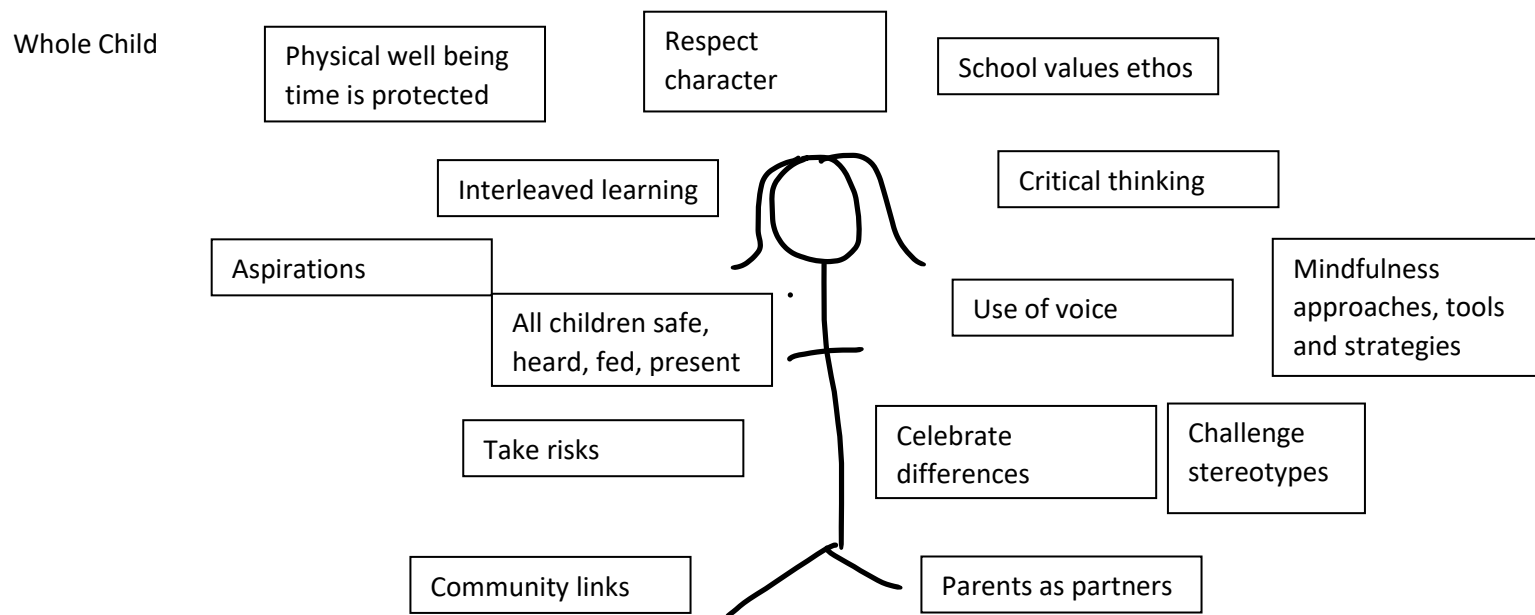 Whole Child
Physical well being
time is protected
Respect
character
School values ethos
Interleaved learning
Critical thinking
Aspirations
All children safe,
heard, fed, present
Use of voice
Mindfulness
approaches, tools
and strategies
Take risks
Celebrate
differences
Challenge
stereotypes
Community links
Parents as partners